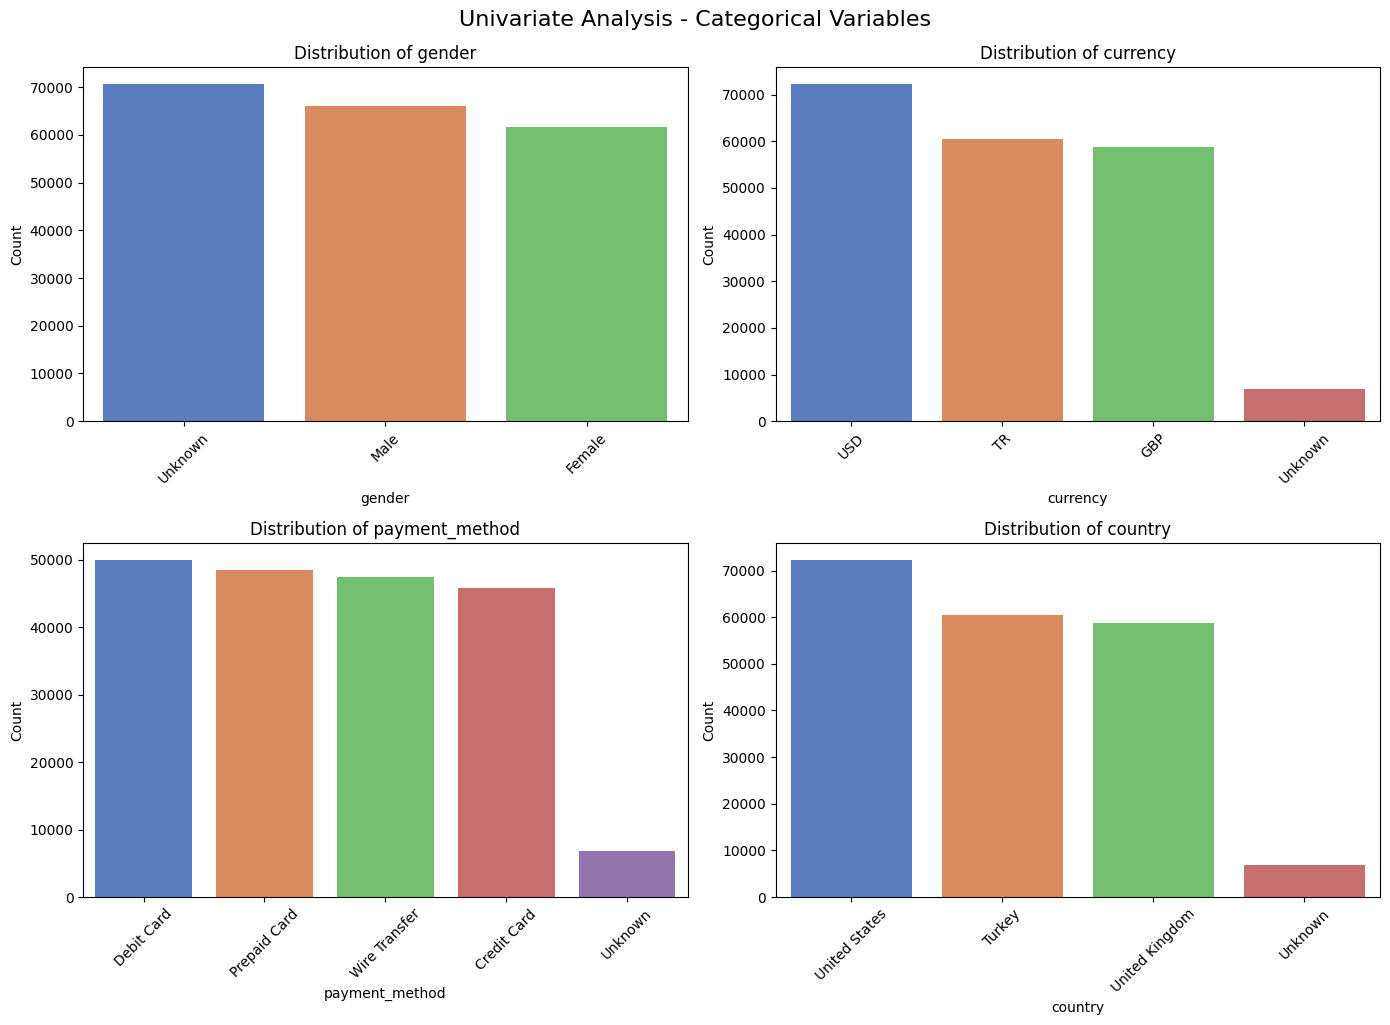 Univariate Analysis - Categorical Variables
Distribution of gender
70000
60000
50000
40000
30000
20000
10000
0
Count
Unknown
Male
Female
gender
Distribution of currency
70000
60000
50000
40000
30000
20000
10000
0
Count
USD
TR
GBP
Unknown
currency
Distribution of payment_method
50000
40000
30000
20000
10000
0
Count
Debit Card
Prepaid Card
Wire Transfer
Credit Card
Unknown
payment_method
Distribution of country
70000
60000
50000
40000
30000
20000
10000
0
Count
United States
Turkey
United Kingdom
Unknown
country